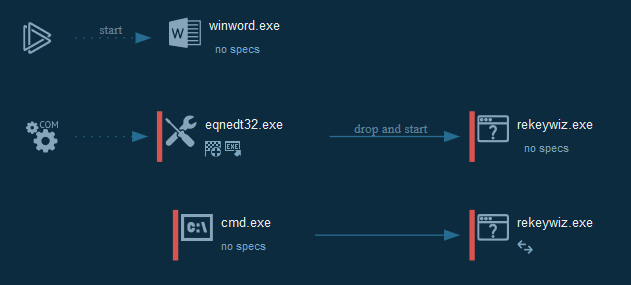 start
winword.exe
no specs
COM
eqnedt32.exe
EXE
drop and start
rekeywiz.exe
no specs
C:\
cmd.exe
no specs
rekeywiz.exe